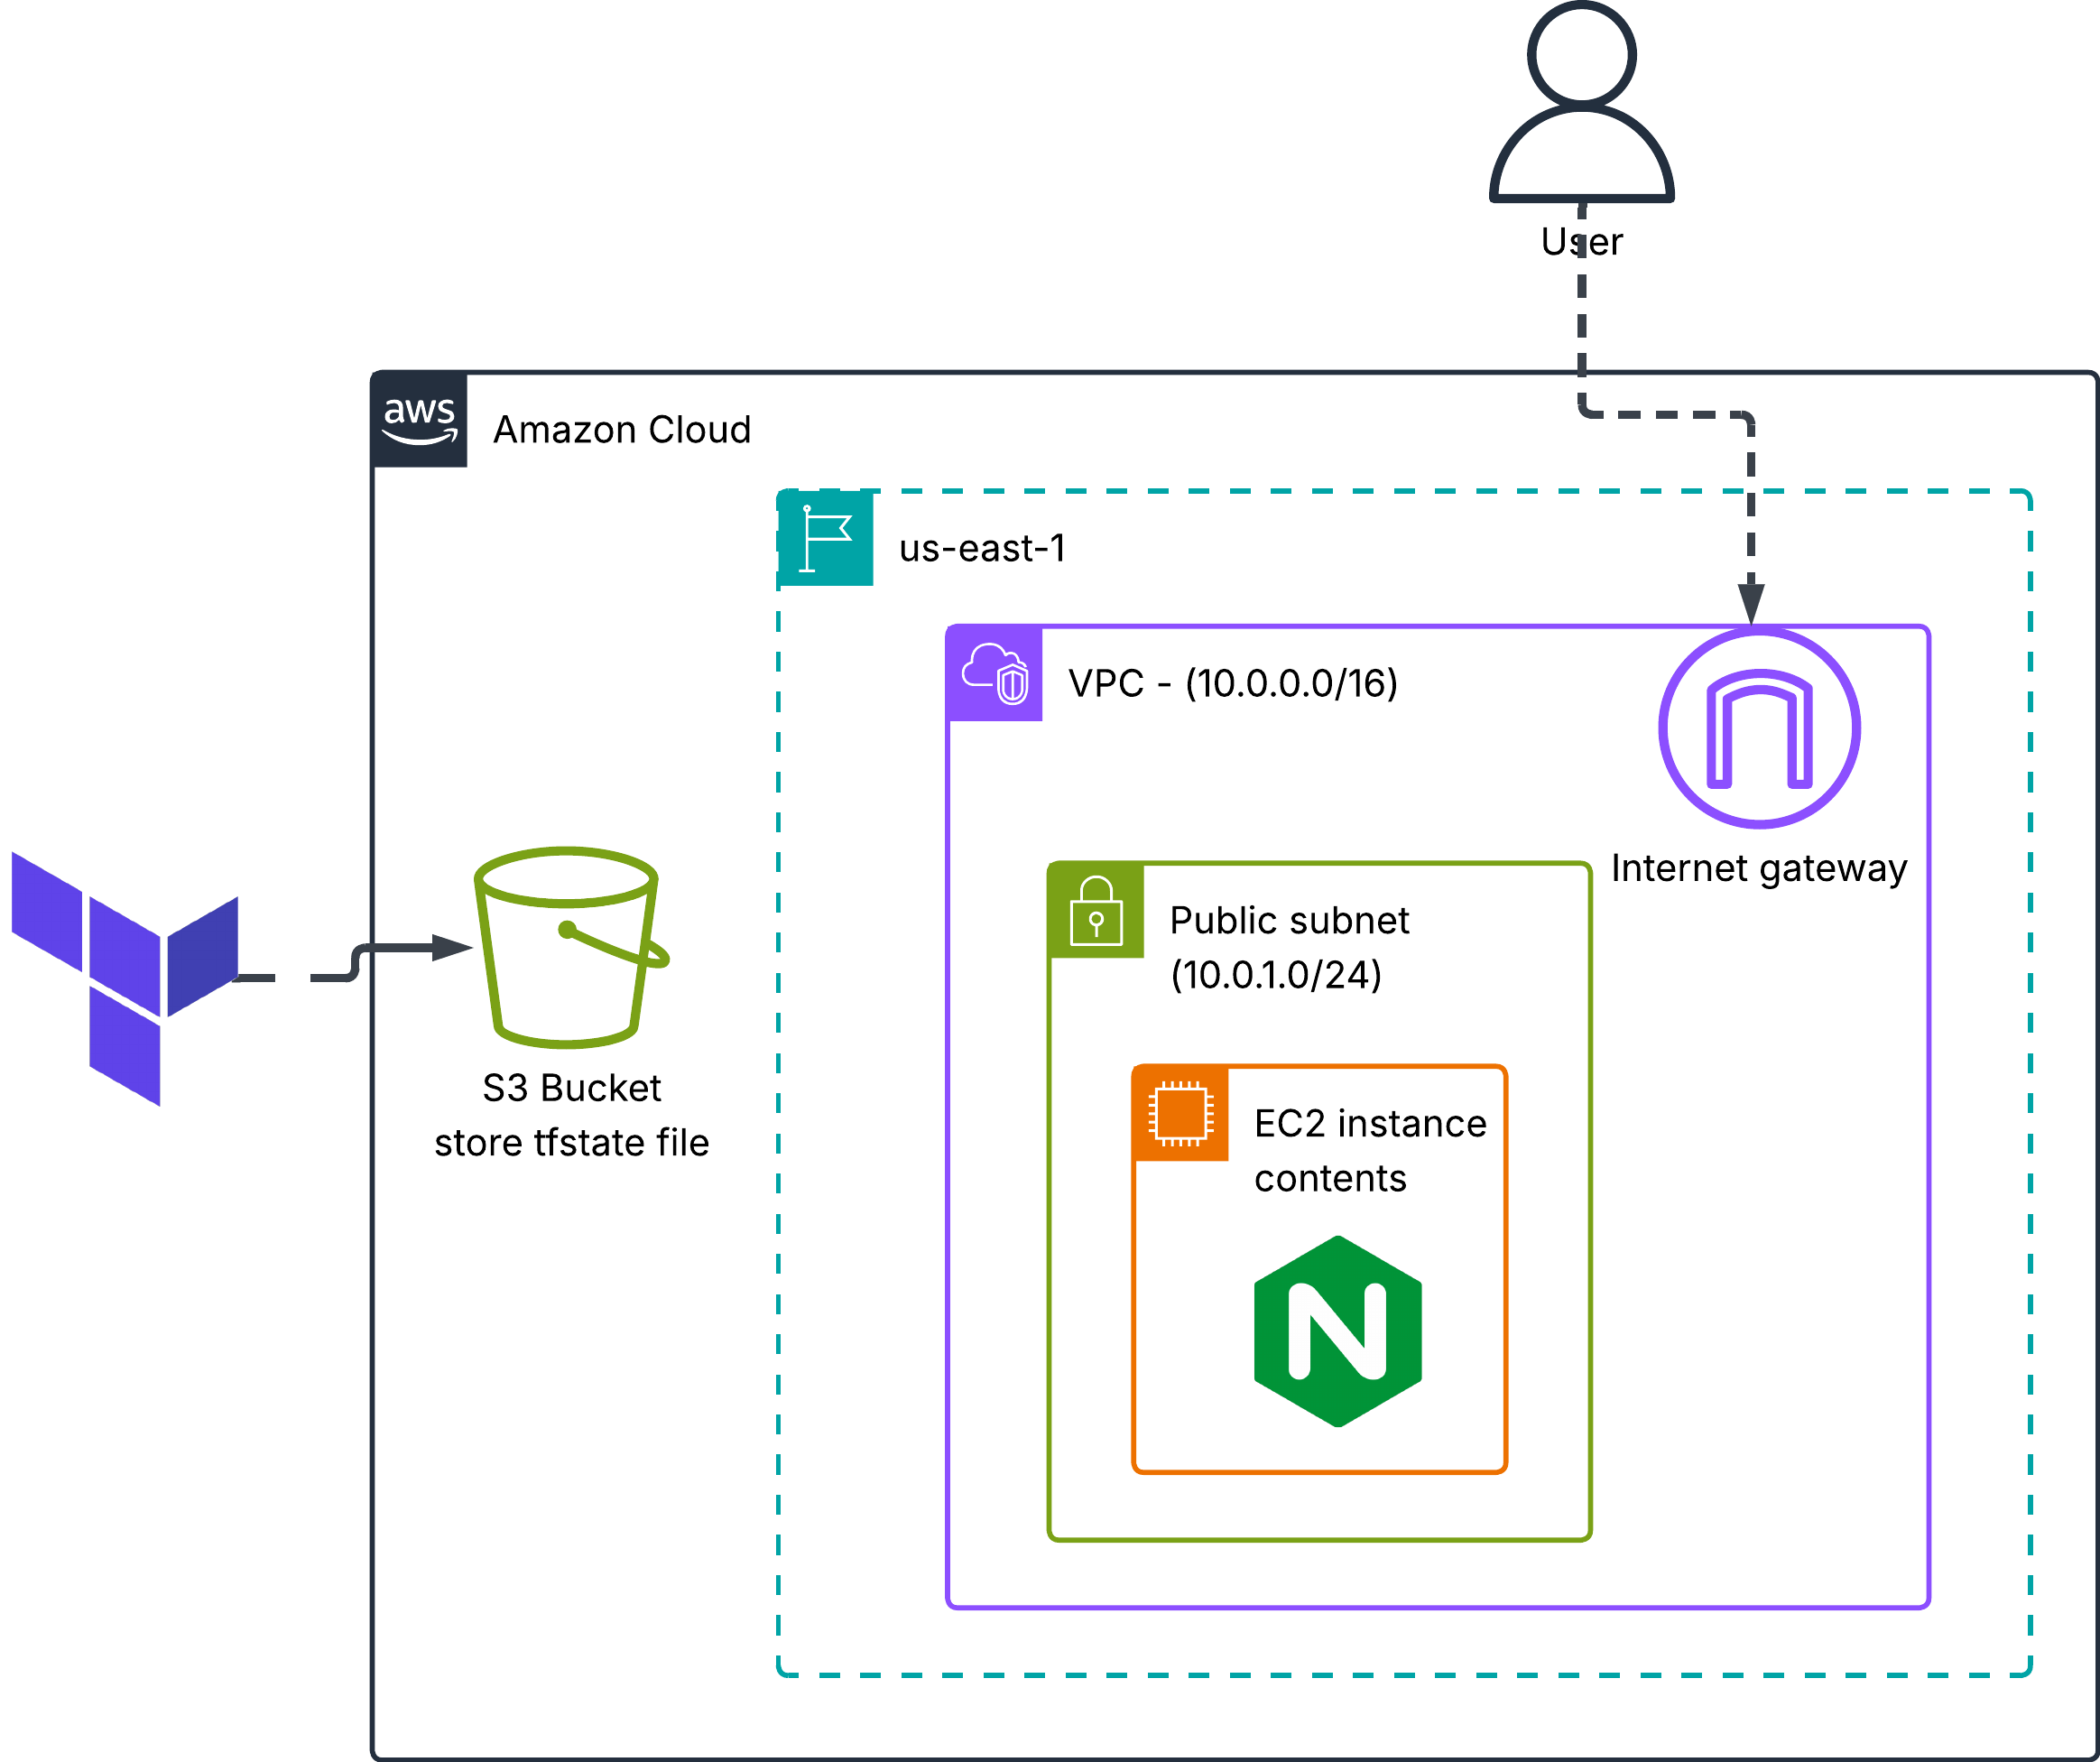 User
aws
Amazon Cloud
us-east-1
VPC - (10.0.0.0/16)
Internet gateway
Public subnet
(10.0.1.0/24)
S3 Bucket
store tfstate file
EC2 instance
contents
N